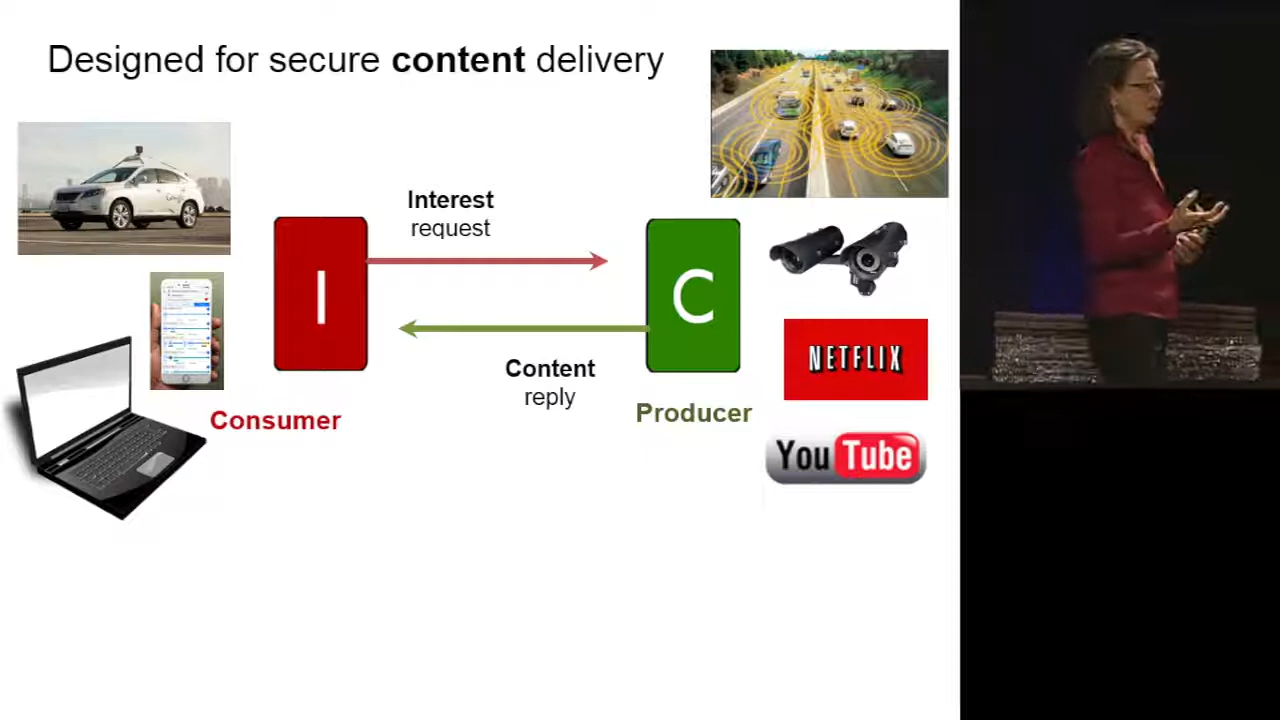 Designed for secure content delivery
Interest
request
I
C
Content
reply
Consumer
Producer
NETFLIX
YouTube